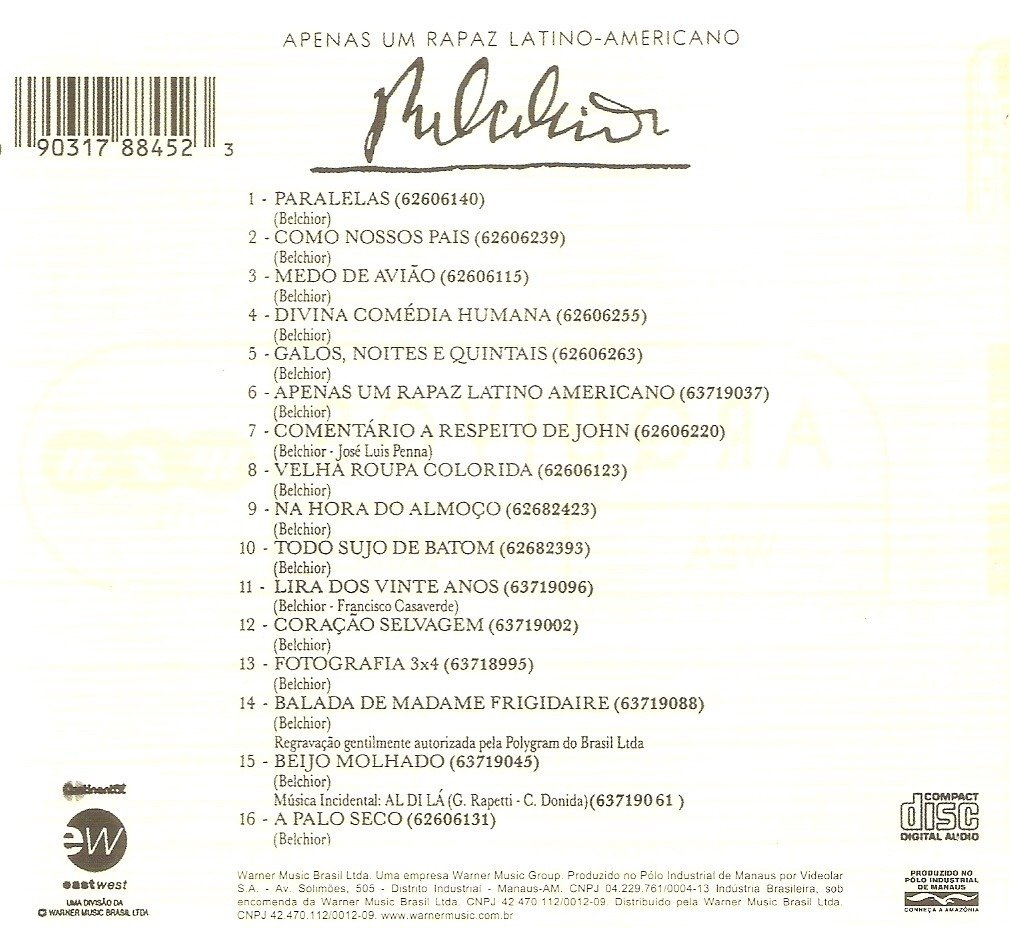 APENAS UM RAPAZ LATINO-AMERICANO
Belchior
90317 88452 3
1 - PARALELAS (62606140)
(Belchior)
2 - COMO NOSSOS PAIS (62606239)
(Belchior)
3 - MEDO DE AVIÃO (62606115)
(Belchior)
4 - DIVINA COMÉDIA HUMANA (62606255)
(Belchior)
5 - GALOS, NOITES E QUINTAIS (62606263)
(Belchior)
6 - APENAS UM RAPAZ LATINO AMERICANO (63719037)
(Belchior)
7 - COMENTÁRIO A RESPEITO DE JOHN (62606220)
(Belchior - José Luis Penna)
8 - VELHA ROUPA COLORIDA (62606123)
(Belchior)
9 - NA HORA DO ALMOÇO (62682423)
(Belchior)
10 - TODO SUJO DE BATOM (62682393)
(Belchior)
11 - LIRA DOS VINTE ANOS (63719096)
(Belchior - Francisco Casaverde)
12 - CORAÇÃO SELVAGEM (63719002)
(Belchior)
13 - FOTOGRAFIA 3x4 (63718995)
(Belchior)
14 - BALADA DE MADAME FRIGIDAIRE (63719088)
(Belchior)
Regravação gentilmente autorizada pela Polygram do Brasil Ltda
15 - BEIJO MOLHADO (63719045)
(Belchior)
Música Incidental: AL DI LÁ (G. Rapetti - C. Donida) (63719061 )
16 - A PALO SECO (62606131)
(Belchior)
continental
ew
eastwest
UMA DIVISÃO DA
© WARNER MUSIC BRASIL LTDA
Warner Music Brasil Ltda. Uma empresa Warner Music Group. Produzido no Pólo Industrial de Manaus por Videolar
S.A. - Av. Solimões, 505 - Distrito Industrial - Manaus-AM. CNPJ 04.229.761/0004-13 Indústria Brasileira, sob
encomenda da Warner Music Brasil Ltda. CNPJ 42 470 112/0012-09. Distribuído pela Warner Music Brasil Ltda.
CNPJ 42.470.112/0012-09. www.warnermusic.com.br
COMPACT
disc
DIGITAL AUDIO
PRODUZIDO NO
PÓLO INDUSTRIAL
DE MANAUS
CONHEÇA A AMAZÔNIA